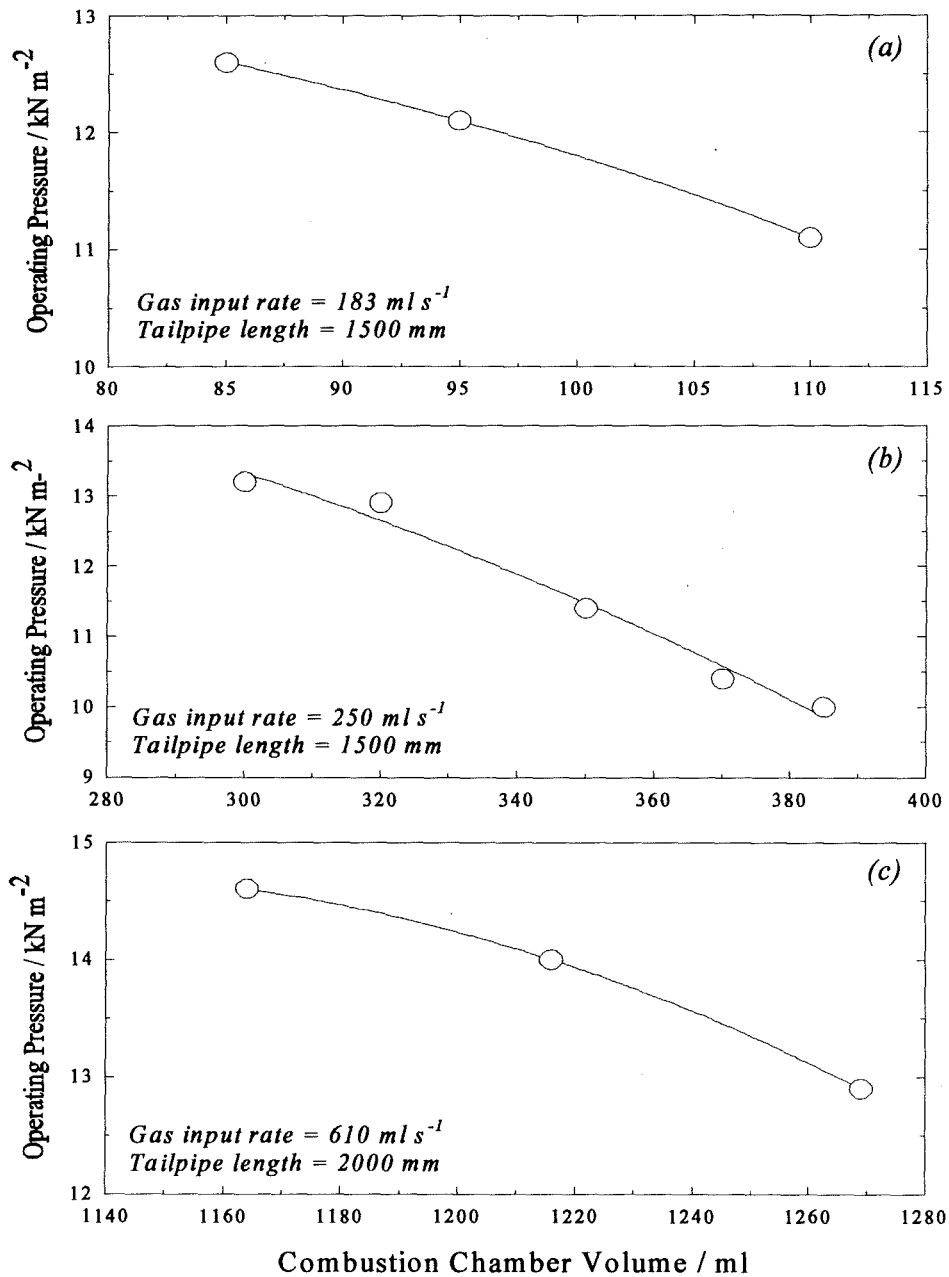 13
(a)
12
11
10
Operating Pressure / kN m⁻²
Gas input rate = 183 ml s⁻¹
Tailpipe length = 1500 mm
80 85 90 95 100 105 110 115
14
(b)
13
12
11
10
9
Operating Pressure / kN m-²
Gas input rate = 250 ml s⁻¹
Tailpipe length = 1500 mm
280 300 320 340 360 380 400
15
(c)
14
13
12
Operating Pressure / kN m⁻²
Gas input rate = 610 ml s⁻¹
Tailpipe length = 2000 mm
1140 1160 1180 1200 1220 1240 1260 1280
Combustion Chamber Volume / ml